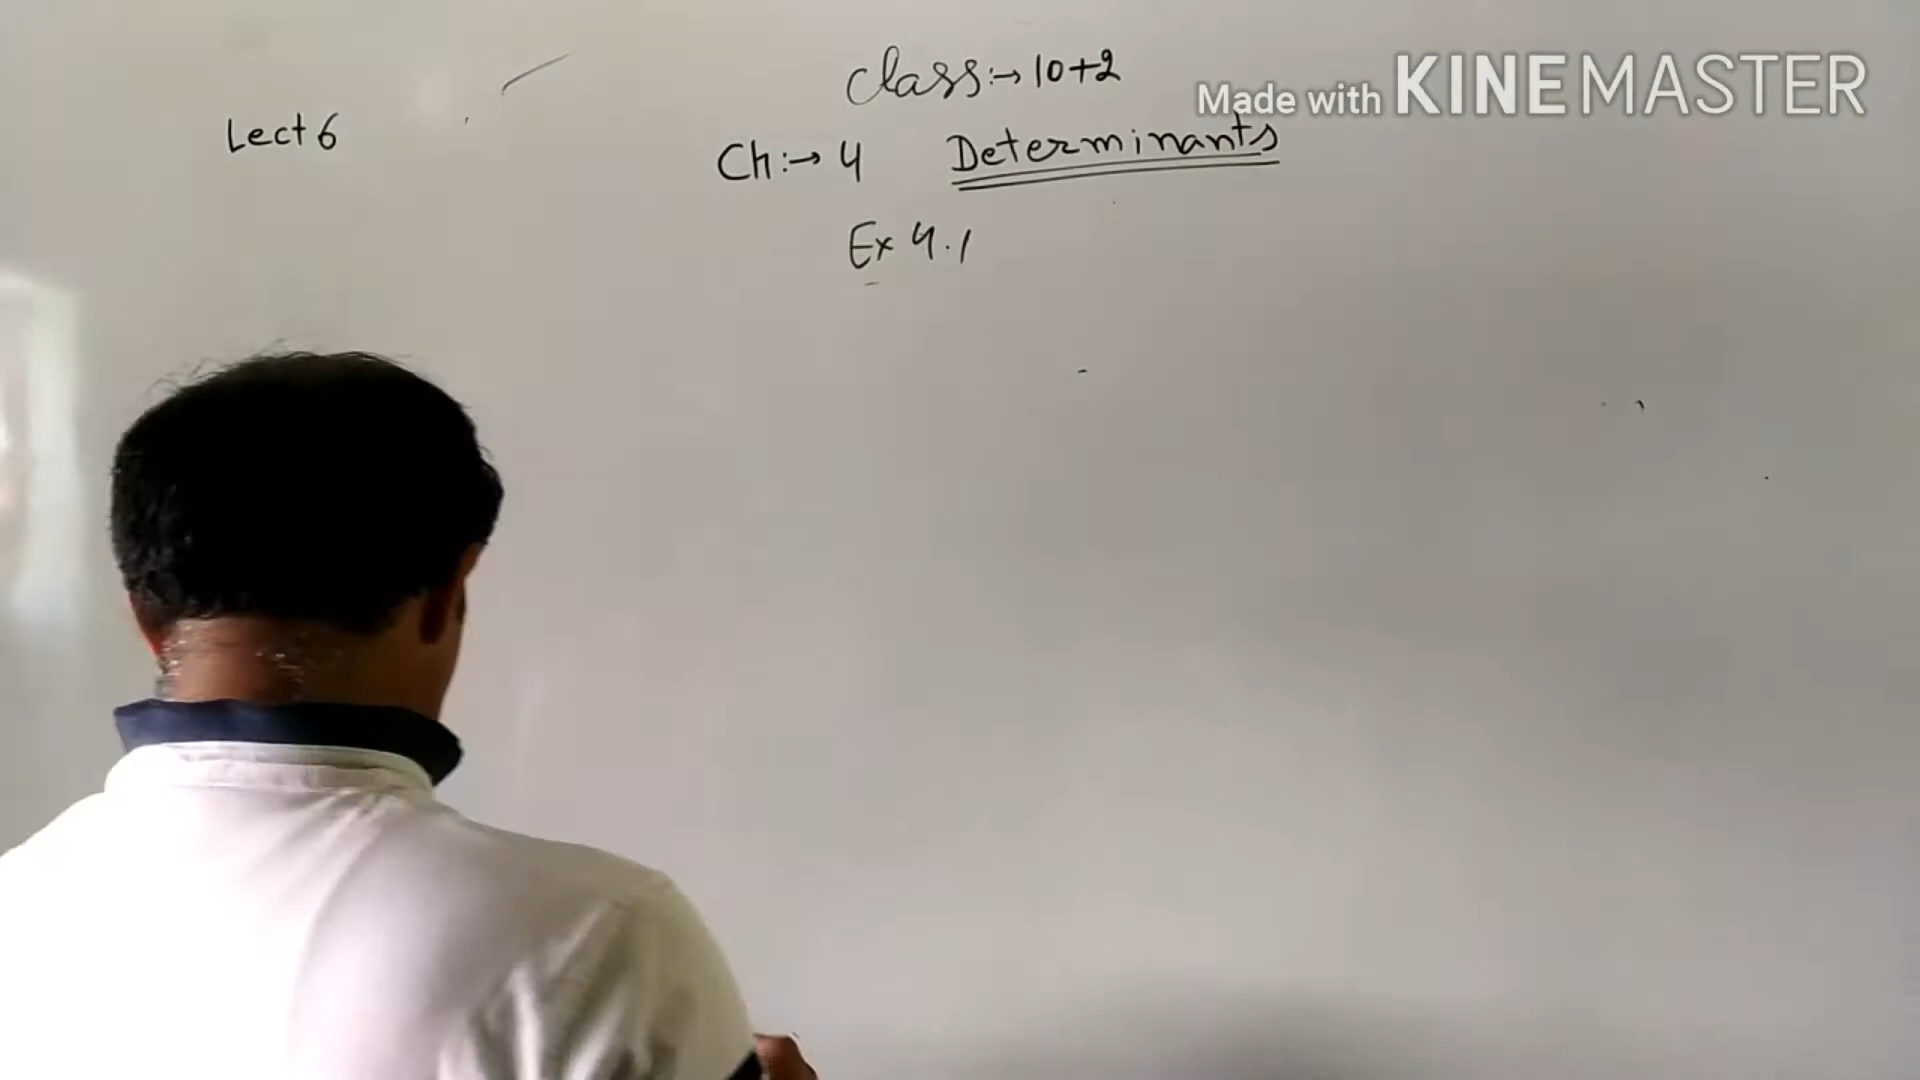 Class:→ 10+2
Made with KINEMASTER
Lect 6
Ch:→ 4 Determinants
Ex 4.1